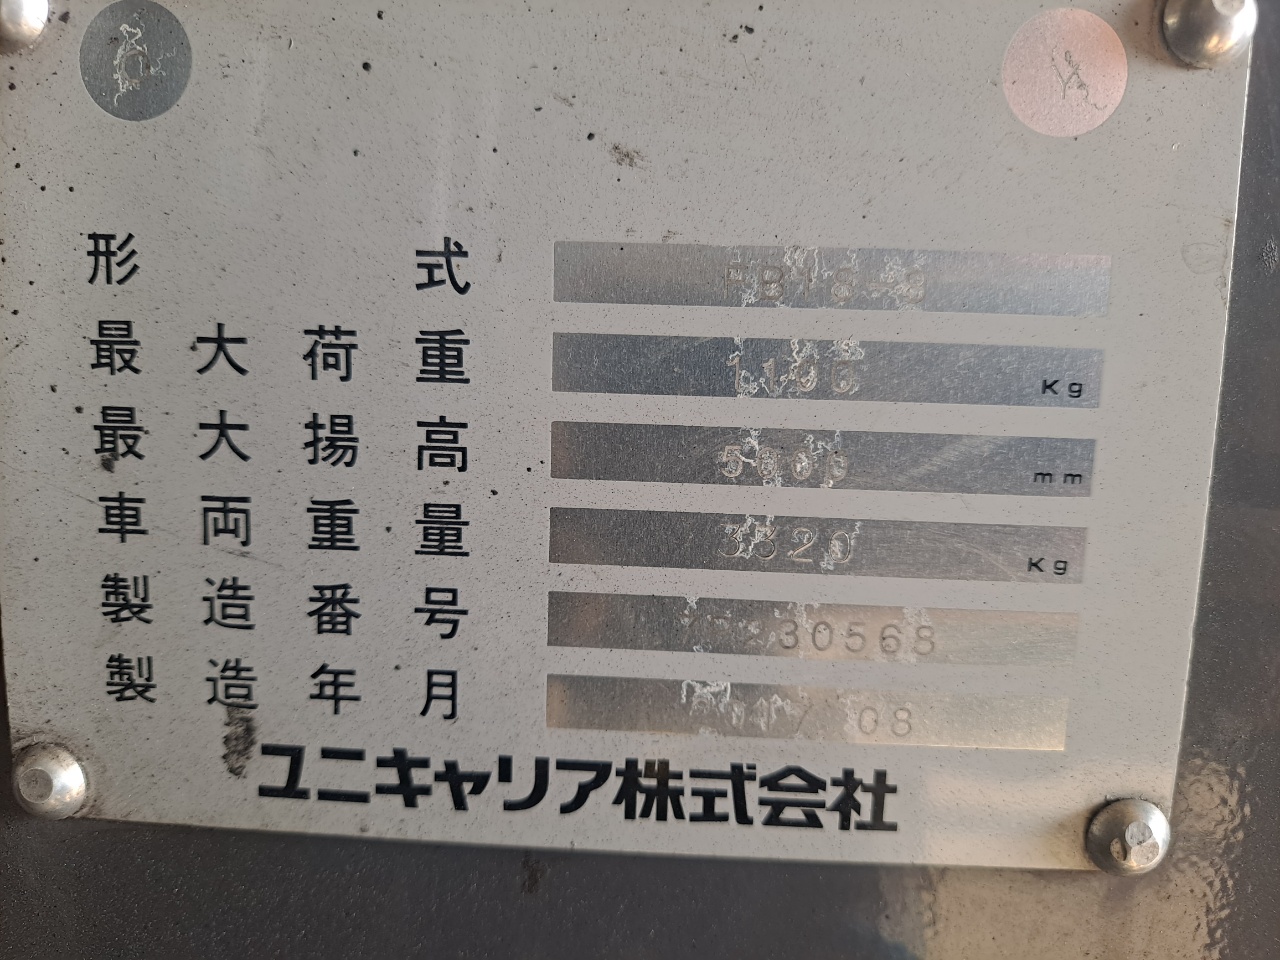 形式
最大荷重 Kg
最大揚高 mm
車両重量 3320 Kg
製造番号 30568
製造年月 / 08
ユニキャリア株式会社